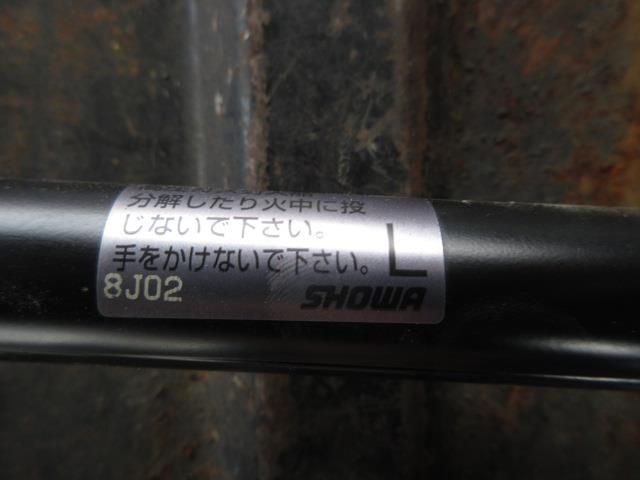 分解したり火中に投
じないで下さい。
手をかけないで下さい。
L
8J02
SHOWA